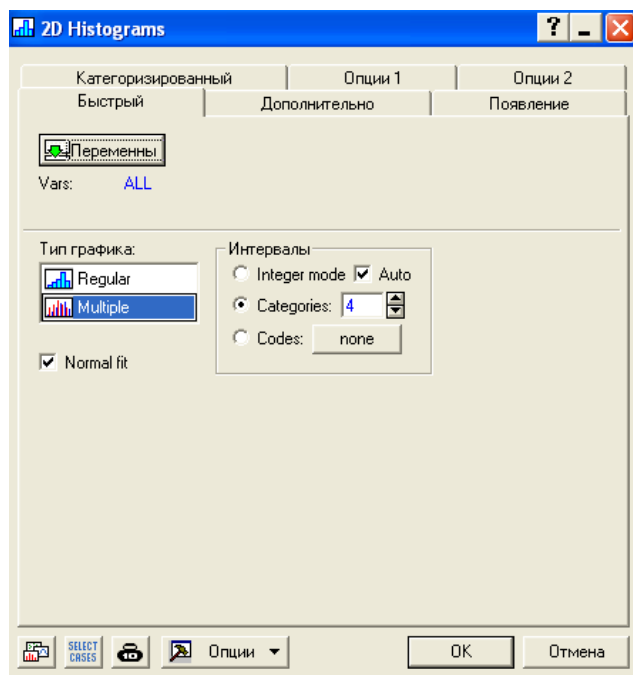 2D Histograms
Категоризированный Опции 1 Опции 2
Быстрый Дополнительно Появление
Переменны
Vars: ALL
Тип графика:
Regular
Multiple
Normal fit
Интервалы
Integer mode Auto
Categories: 4
Codes: none
SELECT CASES Опции OK Отмена